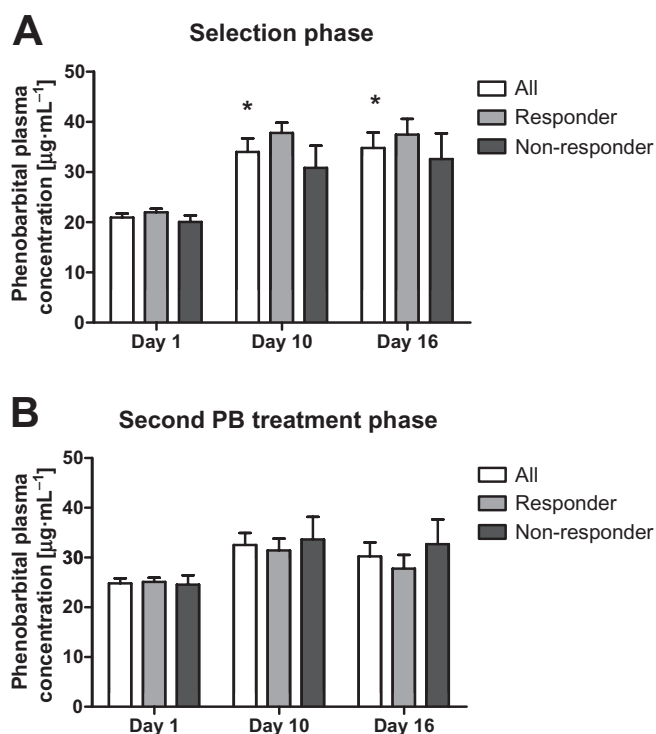 A
Selection phase
Phenobarbital plasma
concentration [µg·mL⁻¹]
50
40
30
20
10
0
*
*
Day 1
Day 10
Day 16
All
Responder
Non-responder
B
Second PB treatment phase
Phenobarbital plasma
concentration [µg·mL⁻¹]
50
40
30
20
10
0
Day 1
Day 10
Day 16
All
Responder
Non-responder